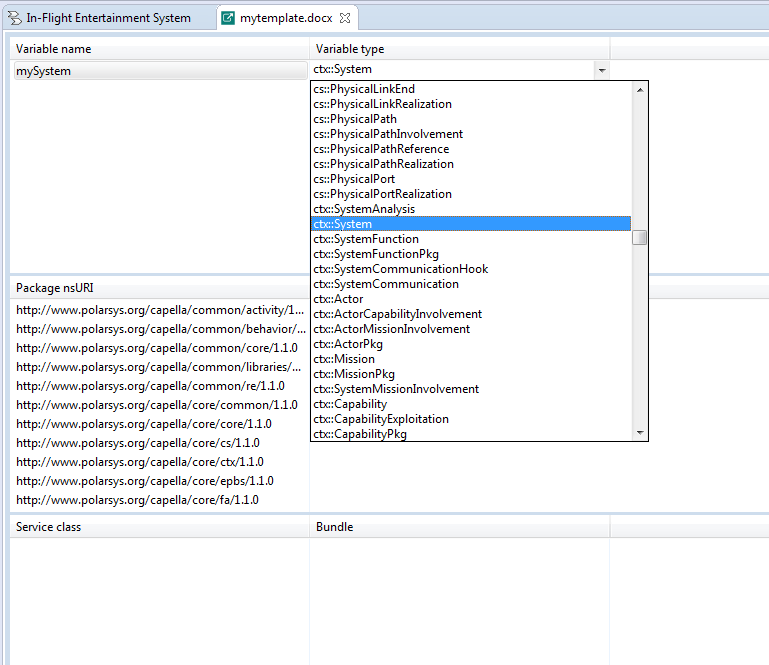 In-Flight Entertainment System
mytemplate.docx
Variable name Variable type
mySystem ctx::System
cs::PhysicalLinkEnd
cs::PhysicalLinkRealization
cs::PhysicalPath
cs::PhysicalPathInvolvement
cs::PhysicalPathReference
cs::PhysicalPathRealization
cs::PhysicalPort
cs::PhysicalPortRealization
ctx::SystemAnalysis
ctx::System
ctx::SystemFunction
ctx::SystemFunctionPkg
ctx::SystemCommunicationHook
ctx::SystemCommunication
ctx::Actor
ctx::ActorCapabilityInvolvement
ctx::ActorMissionInvolvement
ctx::ActorPkg
ctx::Mission
ctx::MissionPkg
ctx::SystemMissionInvolvement
ctx::Capability
ctx::CapabilityExploitation
ctx::CapabilityPkg
Package nsURI
http://www.polarsys.org/capella/common/activity/1...
http://www.polarsys.org/capella/common/behavior/...
http://www.polarsys.org/capella/common/core/1.1.0
http://www.polarsys.org/capella/common/libraries/...
http://www.polarsys.org/capella/common/re/1.1.0
http://www.polarsys.org/capella/core/common/1.1.0
http://www.polarsys.org/capella/core/core/1.1.0
http://www.polarsys.org/capella/core/cs/1.1.0
http://www.polarsys.org/capella/core/ctx/1.1.0
http://www.polarsys.org/capella/core/epbs/1.1.0
http://www.polarsys.org/capella/core/fa/1.1.0
Service class Bundle